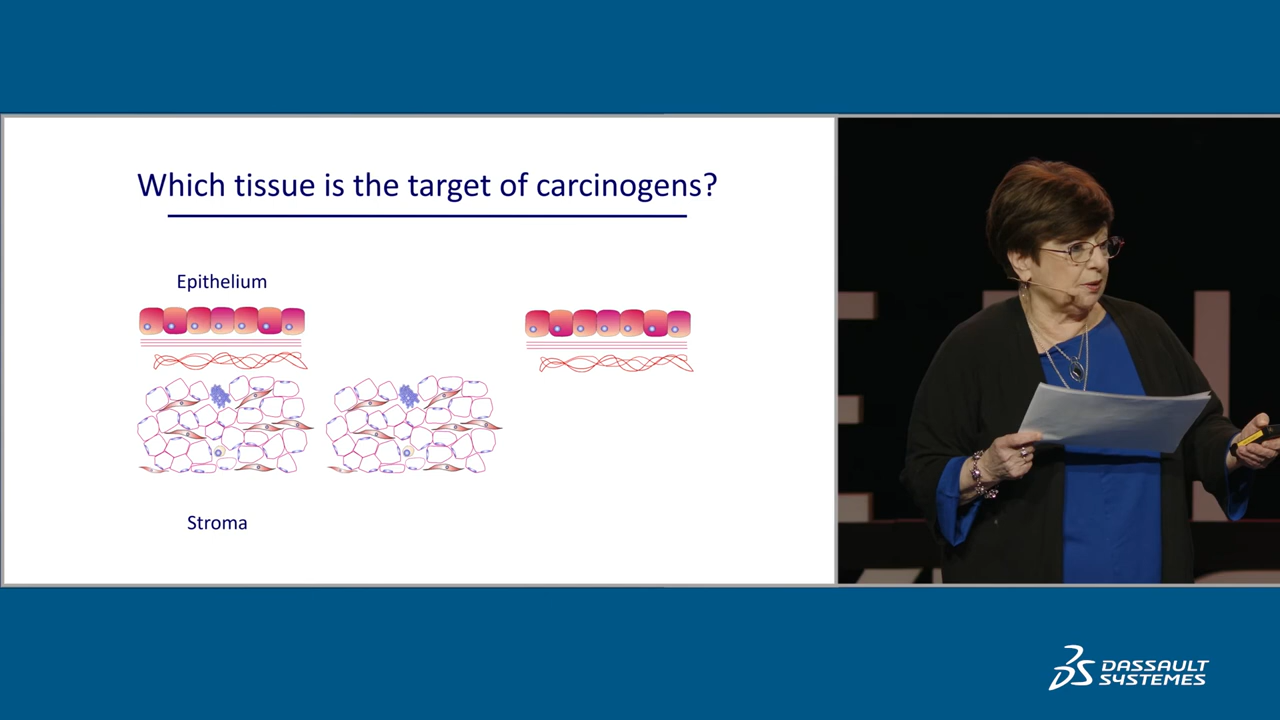 Which tissue is the target of carcinogens?
Epithelium
Stroma
DASSAULT
SYSTEMES